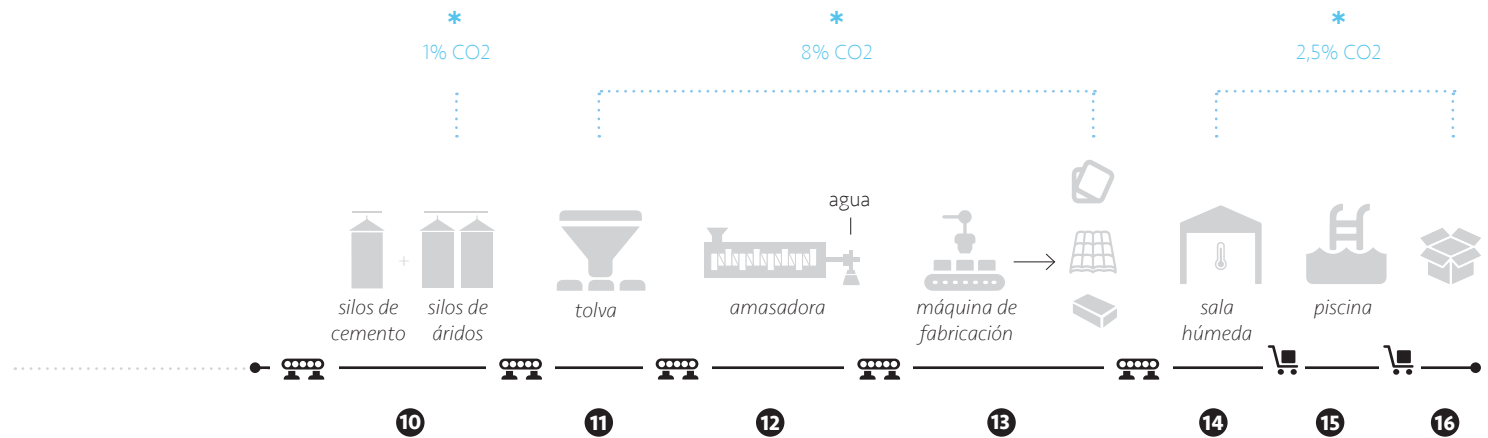 * * *
1% CO2 8% CO2 2,5% CO2
agua
+
silos de cemento
silos de áridos
tolva
amasadora
máquina de fabricación
sala húmeda
piscina
10 11 12 13 14 15 16